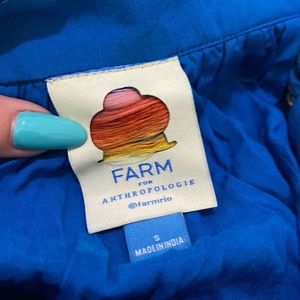 FARM
FOR
ANTHROPOLOGIE
@farmrio
S
MADE IN INDIA